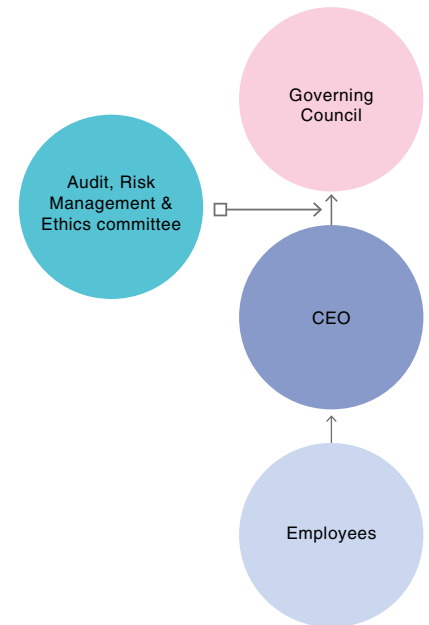 Governing
Council
Audit, Risk
Management &
Ethics committee
CEO
Employees